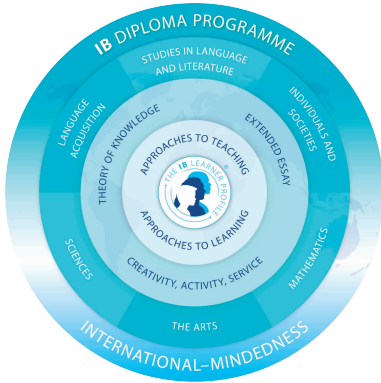 IB DIPLOMA PROGRAMME
STUDIES IN LANGUAGE
AND LITERATURE
LANGUAGE
ACQUISITION
INDIVIDUALS AND
SOCIETIES
THEORY OF KNOWLEDGE
EXTENDED ESSAY
APPROACHES TO TEACHING
THE IB LEARNER PROFILE
®
APPROACHES TO LEARNING
CREATIVITY, ACTIVITY, SERVICE
SCIENCES
MATHEMATICS
THE ARTS
INTERNATIONAL-MINDEDNESS